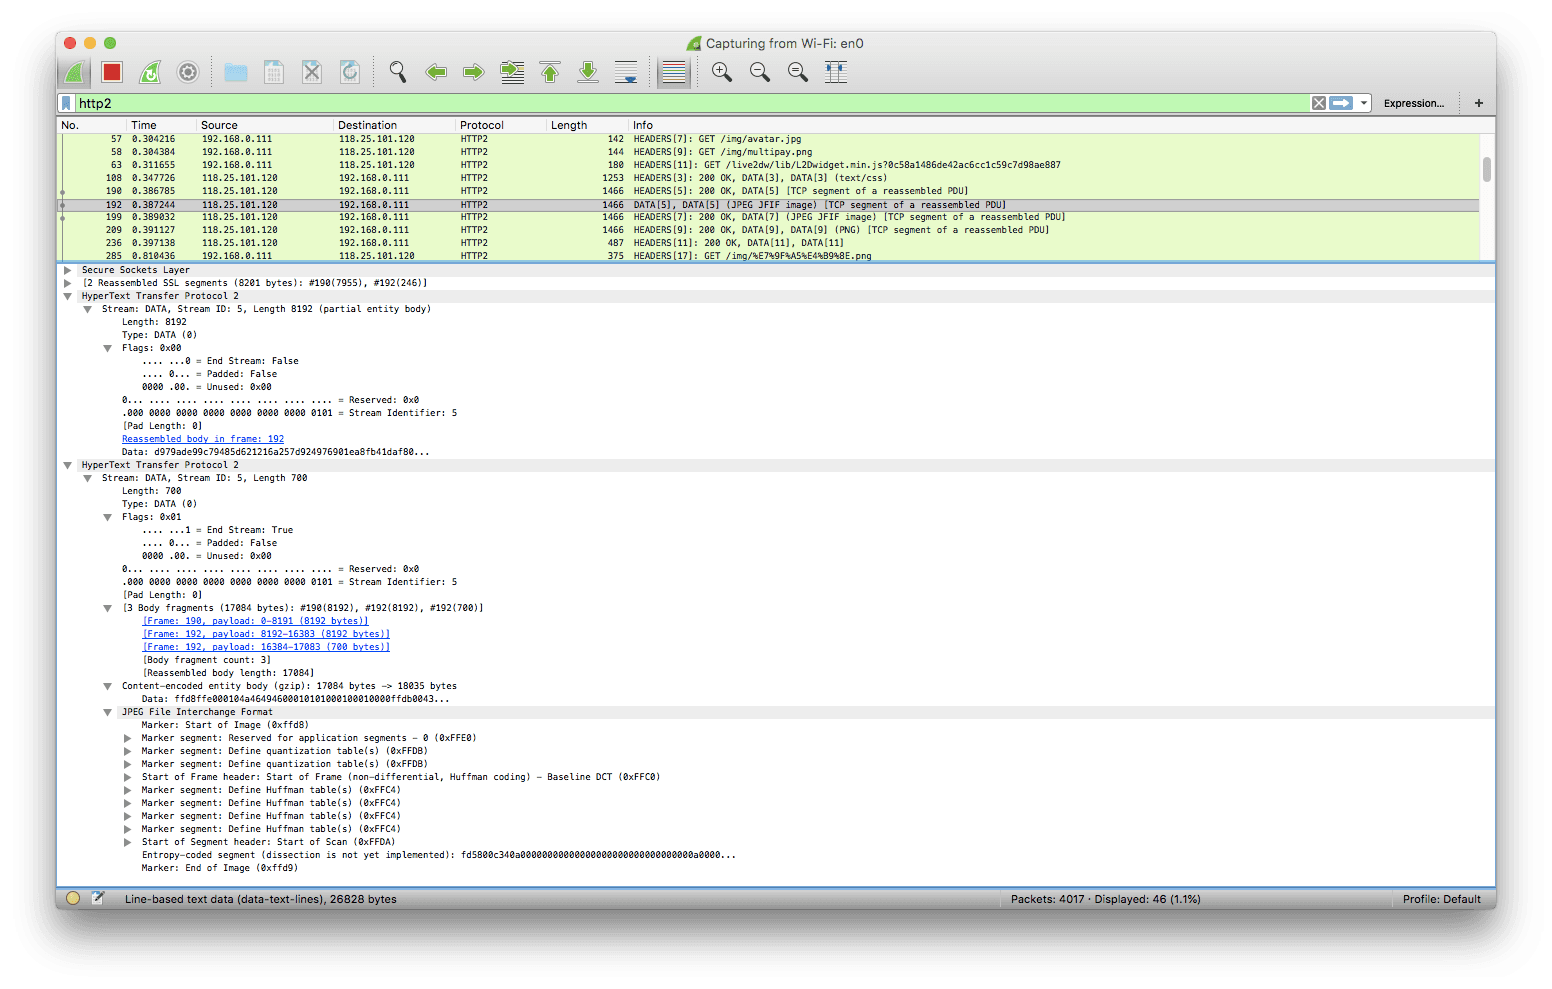 Capturing from Wi-Fi: en0
http2 Expression... +
No. Time Source Destination Protocol Length Info
57 0.304216 192.168.0.111 118.25.101.120 HTTP2 142 HEADERS[7]: GET /img/avatar.jpg
58 0.304384 192.168.0.111 118.25.101.120 HTTP2 144 HEADERS[9]: GET /img/multipay.png
63 0.311655 192.168.0.111 118.25.101.120 HTTP2 180 HEADERS[11]: GET /live2dw/lib/L2Dwidget.min.js?0c58a1486de42ac6cc1c59c7d98ae887
108 0.347726 118.25.101.120 192.168.0.111 HTTP2 1253 HEADERS[3]: 200 OK, DATA[3], DATA[3] (text/css)
190 0.386785 118.25.101.120 192.168.0.111 HTTP2 1466 HEADERS[5]: 200 OK, DATA[5] [TCP segment of a reassembled PDU]
192 0.387244 118.25.101.120 192.168.0.111 HTTP2 1466 DATA[5], DATA[5] (JPEG JFIF image) [TCP segment of a reassembled PDU]
199 0.389032 118.25.101.120 192.168.0.111 HTTP2 1466 HEADERS[7]: 200 OK, DATA[7] (JPEG JFIF image) [TCP segment of a reassembled PDU]
209 0.391127 118.25.101.120 192.168.0.111 HTTP2 1466 HEADERS[9]: 200 OK, DATA[9], DATA[9] (PNG) [TCP segment of a reassembled PDU]
236 0.397138 118.25.101.120 192.168.0.111 HTTP2 487 HEADERS[11]: 200 OK, DATA[11], DATA[11]
285 0.810436 192.168.0.111 118.25.101.120 HTTP2 375 HEADERS[17]: GET /img/%E7%9F%A5%E4%B9%8E.png
Secure Sockets Layer
[2 Reassembled SSL segments (8201 bytes): #190(7955), #192(246)]
HyperText Transfer Protocol 2
Stream: DATA, Stream ID: 5, Length 8192 (partial entity body)
Length: 8192
Type: DATA (0)
Flags: 0x00
.... ...0 = End Stream: False
.... 0... = Padded: False
0000 .00. = Unused: 0x00
0... .... .... .... .... .... .... .... = Reserved: 0x0
.000 0000 0000 0000 0000 0000 0000 0101 = Stream Identifier: 5
[Pad Length: 0]
Reassembled body in frame: 192
Data: d979ade99c79485d621216a257d924976901ea8fb41daf80...
HyperText Transfer Protocol 2
Stream: DATA, Stream ID: 5, Length 700
Length: 700
Type: DATA (0)
Flags: 0x01
.... ...1 = End Stream: True
.... 0... = Padded: False
0000 .00. = Unused: 0x00
0... .... .... .... .... .... .... .... = Reserved: 0x0
.000 0000 0000 0000 0000 0000 0000 0101 = Stream Identifier: 5
[Pad Length: 0]
[3 Body fragments (17084 bytes): #190(8192), #192(8192), #192(700)]
[Frame: 190, payload: 0-8191 (8192 bytes)]
[Frame: 192, payload: 8192-16383 (8192 bytes)]
[Frame: 192, payload: 16384-17083 (700 bytes)]
[Body fragment count: 3]
[Reassembled body length: 17084]
Content-encoded entity body (gzip): 17084 bytes -> 18035 bytes
Data: ffd8ffe000104a46494600010101000100010000ffdb0043...
JPEG File Interchange Format
Marker: Start of Image (0xffd8)
Marker segment: Reserved for application segments - 0 (0xFFE0)
Marker segment: Define quantization table(s) (0xFFDB)
Marker segment: Define quantization table(s) (0xFFDB)
Start of Frame header: Start of Frame (non-differential, Huffman coding) - Baseline DCT (0xFFC0)
Marker segment: Define Huffman table(s) (0xFFC4)
Marker segment: Define Huffman table(s) (0xFFC4)
Marker segment: Define Huffman table(s) (0xFFC4)
Marker segment: Define Huffman table(s) (0xFFC4)
Start of Segment header: Start of Scan (0xFFDA)
Entropy-coded segment (dissection is not yet implemented): fd5800c340a00000000000000000000000000000000a0000...
Marker: End of Image (0xffd9)
Line-based text data (data-text-lines), 26828 bytes Packets: 4017 · Displayed: 46 (1.1%) Profile: Default